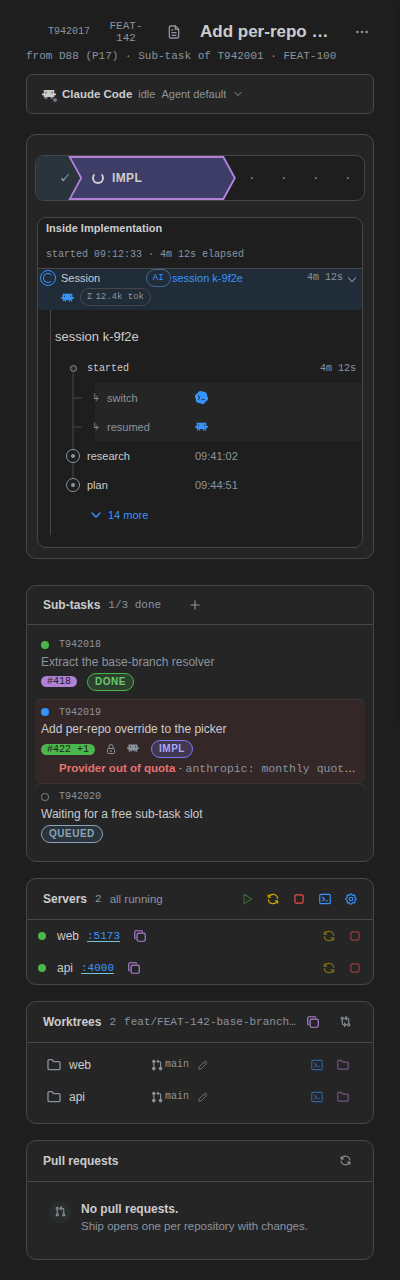 T942017 FEAT-142 Add per-repo …
from D88 (P17) · Sub-task of T942001 · FEAT-100
Claude Code idle Agent default
IMPL
Inside Implementation
started 09:12:33 · 4m 12s elapsed
Session AI session k-9f2e 4m 12s
Σ 12.4k tok
session k-9f2e
started 4m 12s
↳ switch
↳ resumed
research 09:41:02
plan 09:44:51
14 more
Sub-tasks 1/3 done
T942018
Extract the base-branch resolver
#418 DONE
T942019
Add per-repo override to the picker
#422 +1 IMPL
Provider out of quota · anthropic: monthly quot…
T942020
Waiting for a free sub-task slot
QUEUED
Servers 2 all running
web :5173
api :4000
Worktrees 2 feat/FEAT-142-base-branch…
web main
api main
Pull requests
No pull requests.
Ship opens one per repository with changes.